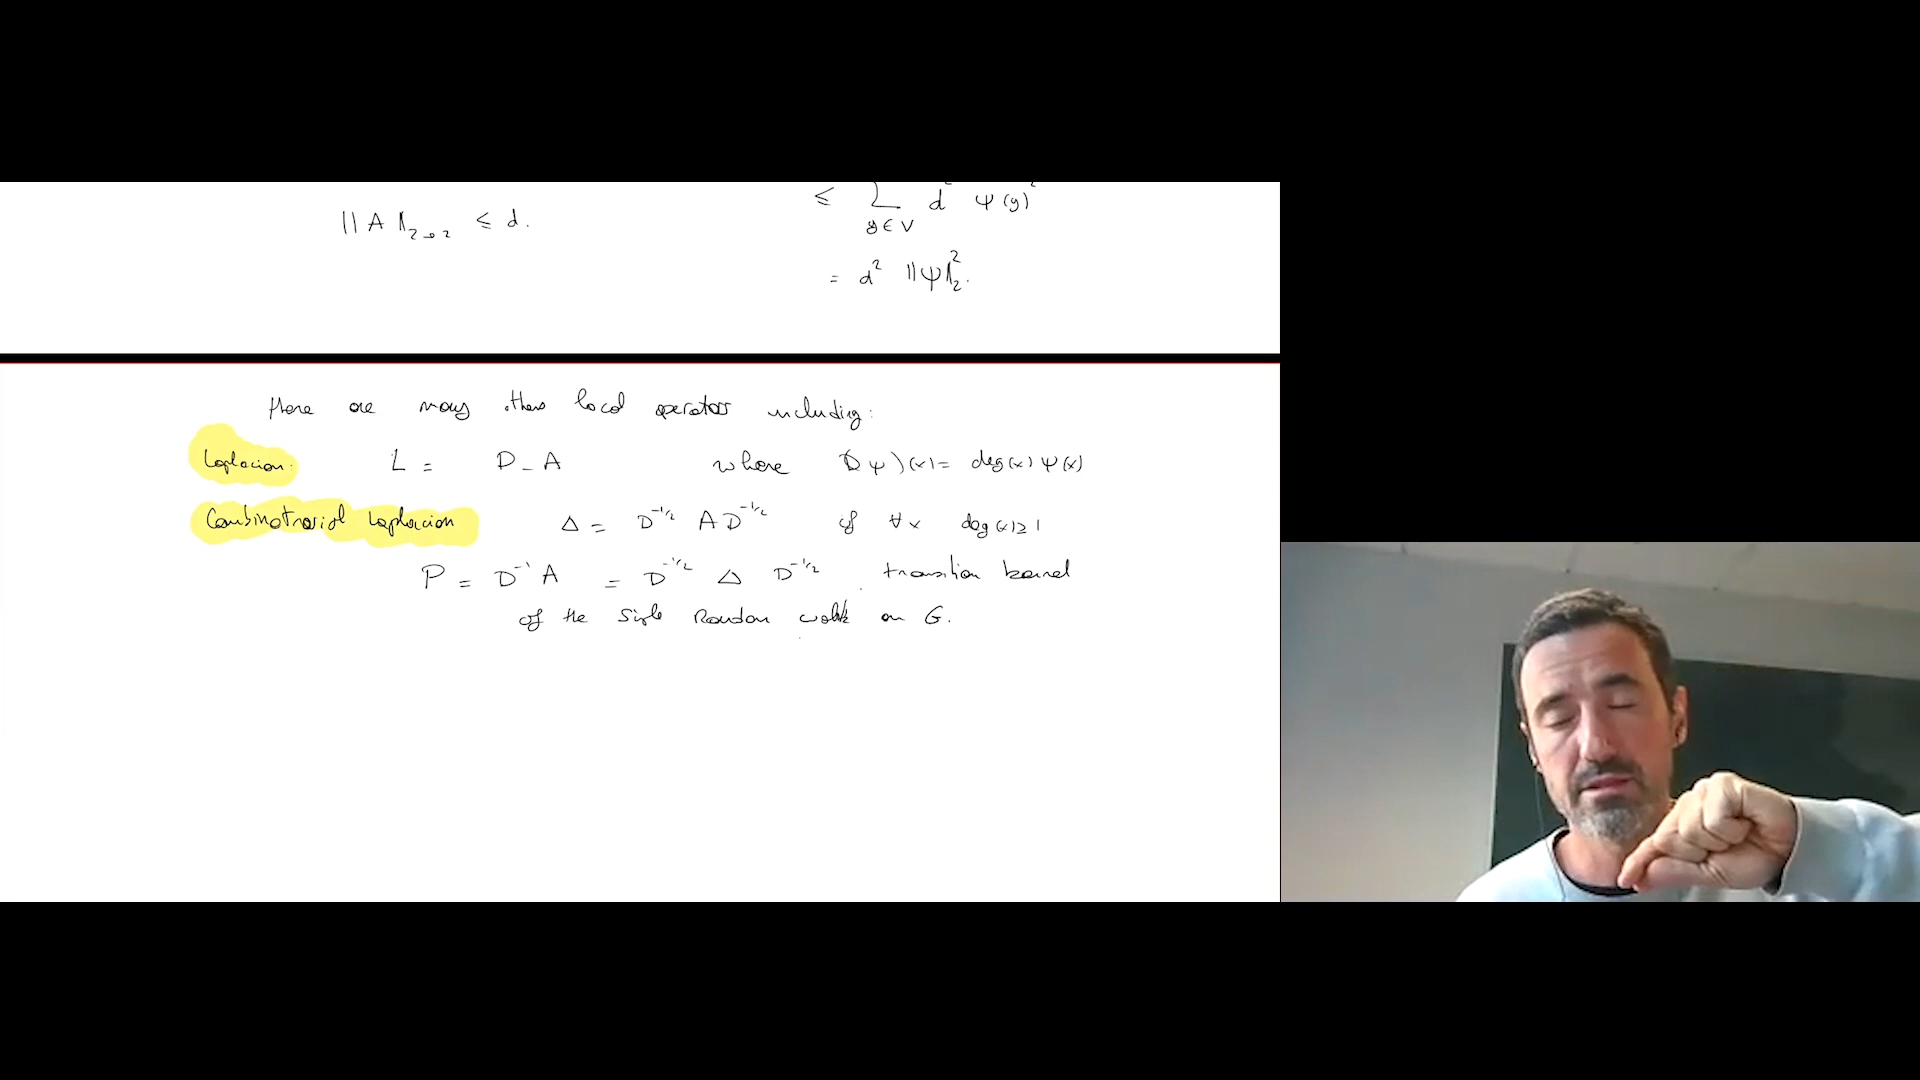 ≤ Σ d² Ψ(y)²
y∈V
||A||₂→₂ ≤ d.
= d² ||Ψ||₂².
There are many others local operators including:
Laplacian: L = D - A where (DΨ)(x) = deg(x) Ψ(x)
Combinatorial Laplacian Δ = D^{-1/2} A D^{-1/2} if ∀x deg(x) ≥ 1
P = D^{-1} A = D^{-1/2} Δ D^{-1/2}. transition kernel
of the simple Random walk on G.